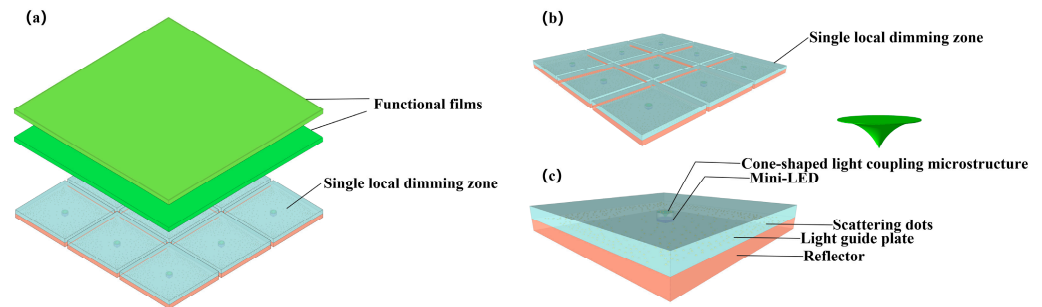 (a)
Functional films
Single local dimming zone
(b)
Single local dimming zone
(c)
Cone-shaped light coupling microstructure
Mini-LED
Scattering dots
Light guide plate
Reflector